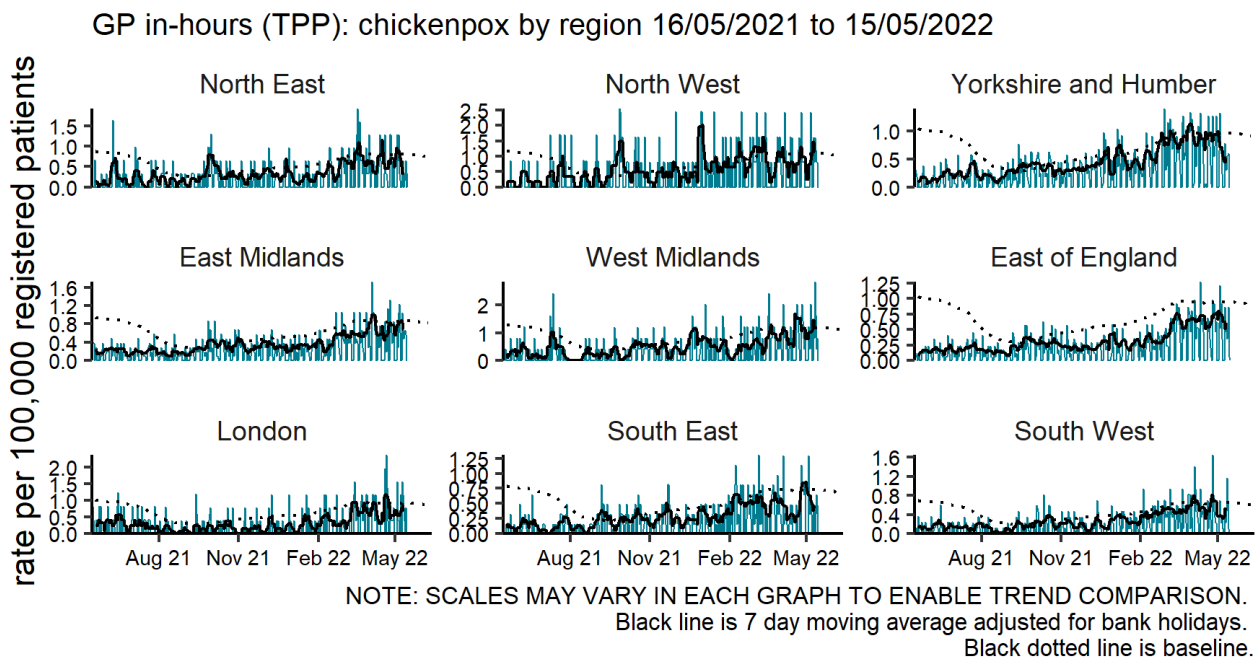 GP in-hours (TPP): chickenpox by region 16/05/2021 to 15/05/2022
rate per 100,000 registered patients
North East
1.5
1.0
0.5
0.0
North West
2.5
2.0
1.5
1.0
0.5
0.0
Yorkshire and Humber
1.0
0.5
0.0
East Midlands
1.6
1.2
0.8
0.4
0.0
West Midlands
2
1
0
East of England
1.25
1.00
0.75
0.50
0.25
0.00
London
2.0
1.5
1.0
0.5
0.0
South East
1.25
1.00
0.75
0.50
0.25
0.00
South West
1.6
1.2
0.8
0.4
0.0
Aug 21 Nov 21 Feb 22 May 22
Aug 21 Nov 21 Feb 22 May 22
Aug 21 Nov 21 Feb 22 May 22
NOTE: SCALES MAY VARY IN EACH GRAPH TO ENABLE TREND COMPARISON.
Black line is 7 day moving average adjusted for bank holidays.
Black dotted line is baseline.